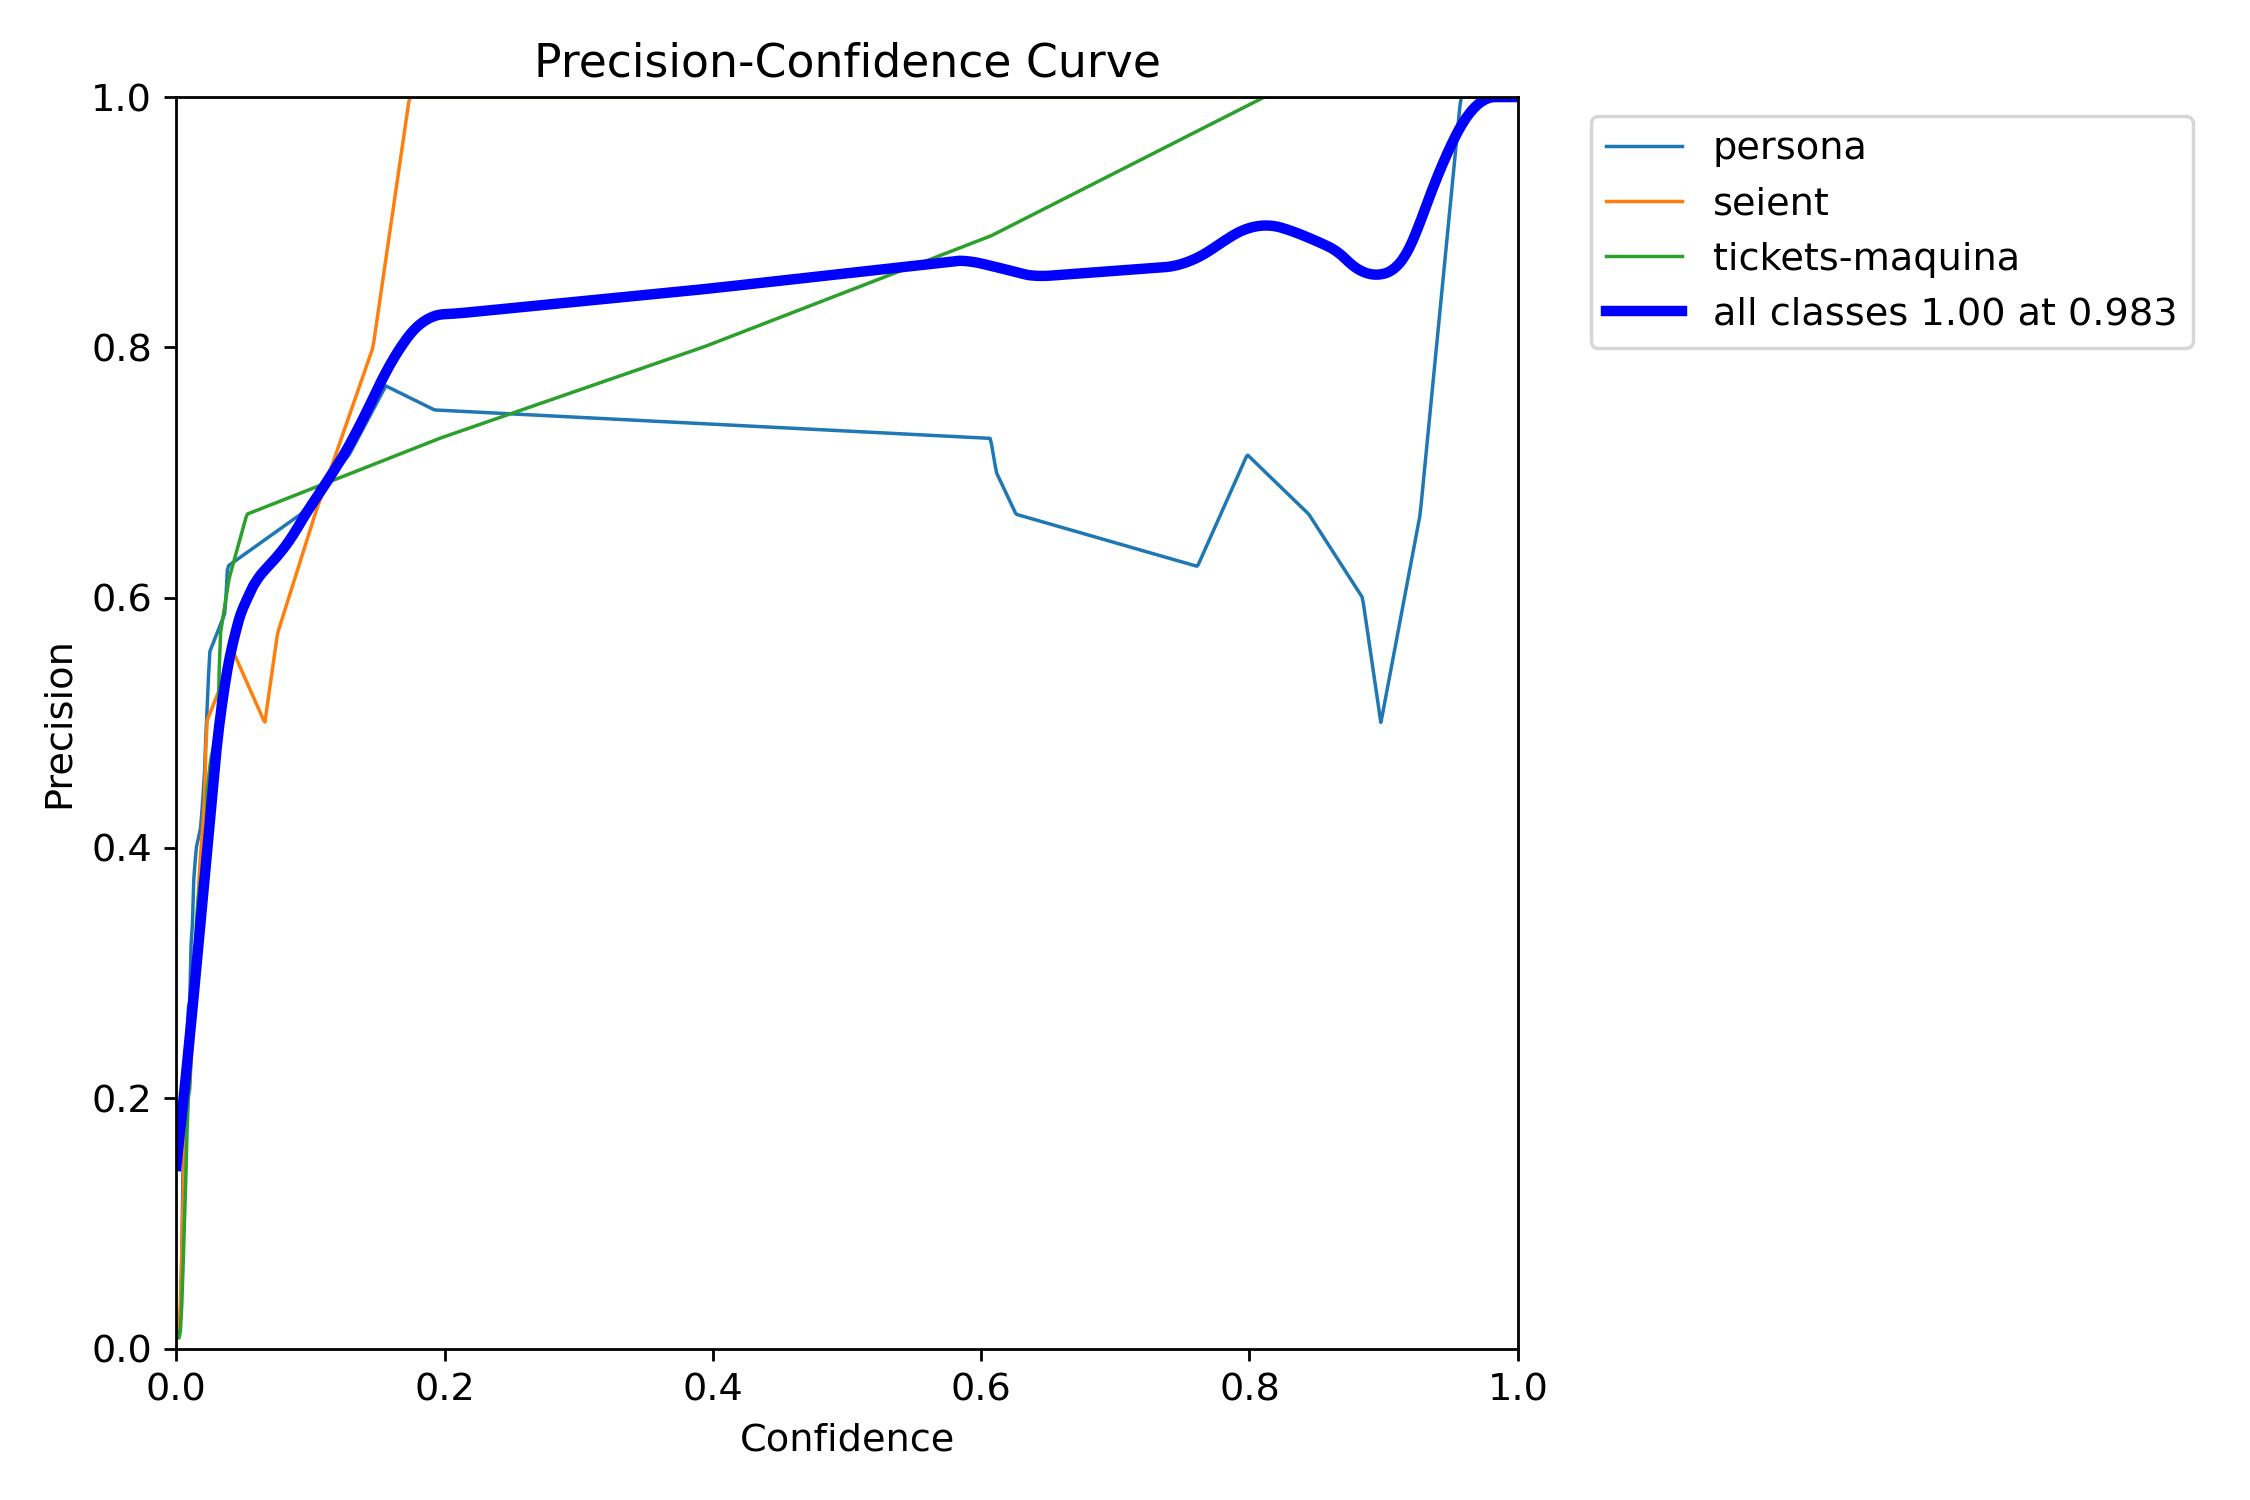 Precision-Confidence Curve
1.0
0.8
0.6
0.4
0.2
0.0
Precision
0.0 0.2 0.4 0.6 0.8 1.0
Confidence
persona
seient
tickets-maquina
all classes 1.00 at 0.983